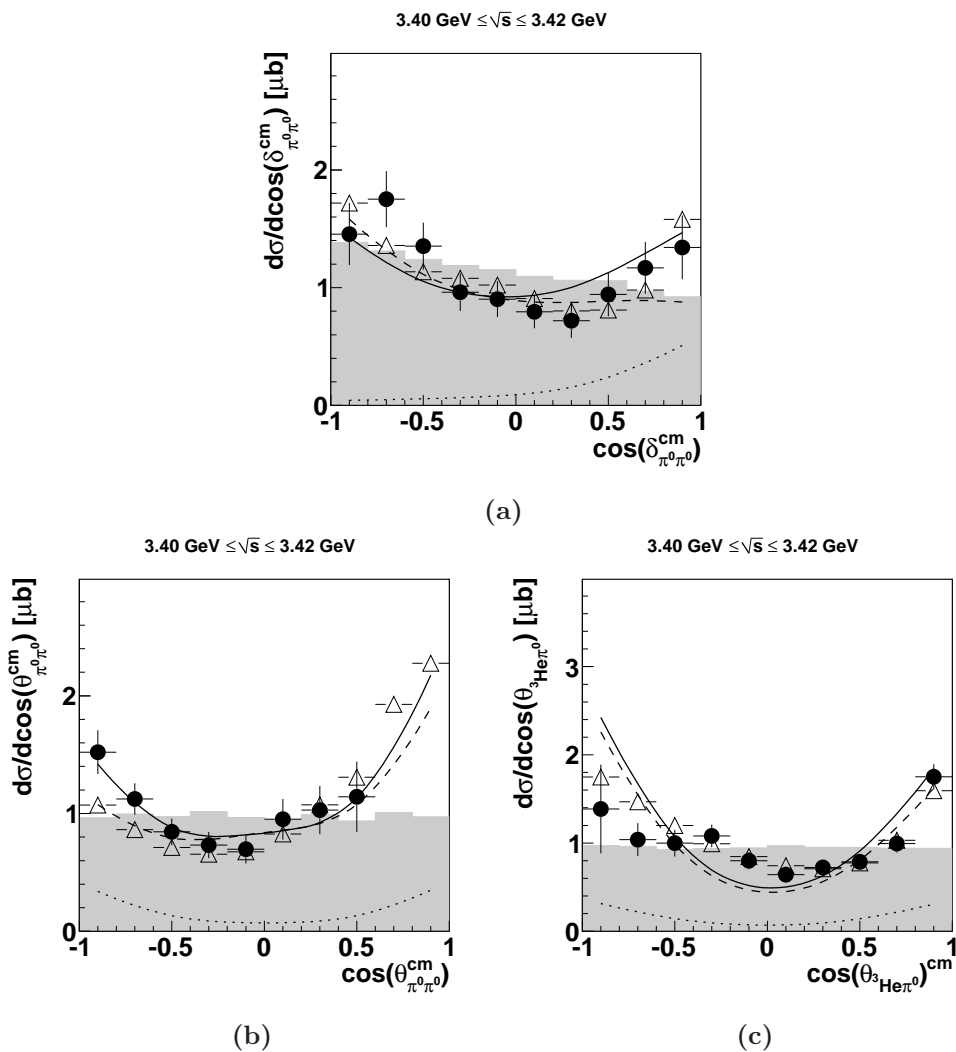 3.40 GeV ≤√s ≤ 3.42 GeV
dσ/dcos(δ^cm_π⁰π⁰) [μb]
2
1
0
-1 -0.5 0 0.5 1
cos(δ^cm_π⁰π⁰)
(a)
3.40 GeV ≤√s ≤ 3.42 GeV
dσ/dcos(θ^cm_π⁰π⁰) [μb]
2
1
0
-1 -0.5 0 0.5 1
cos(θ^cm_π⁰π⁰)
(b)
3.40 GeV ≤√s ≤ 3.42 GeV
dσ/dcos(θ_³Heπ⁰) [μb]
3
2
1
0
-1 -0.5 0 0.5 1
cos(θ_³Heπ⁰)^cm
(c)